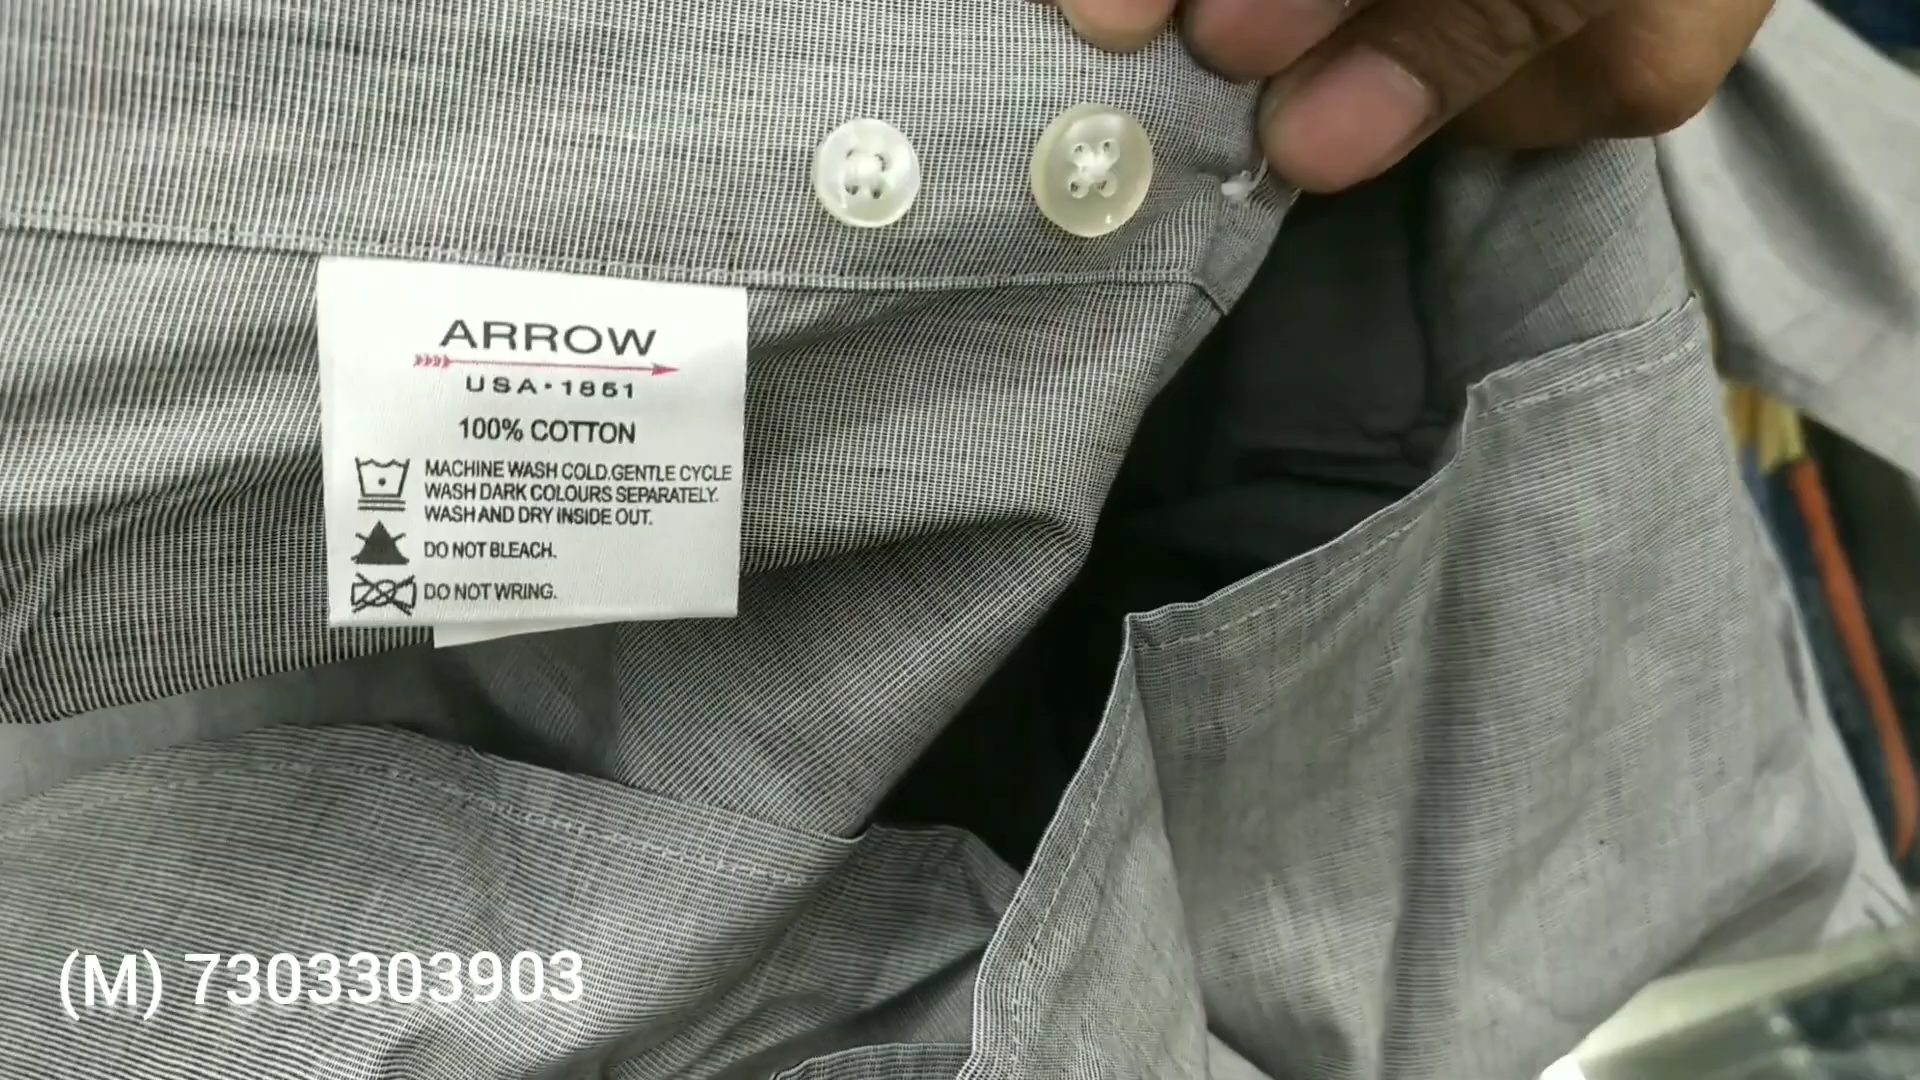 ARROW
USA•1851
100% COTTON
MACHINE WASH COLD.GENTLE CYCLE
WASH DARK COLOURS SEPARATELY.
WASH AND DRY INSIDE OUT.
DO NOT BLEACH.
DO NOT WRING.
(M) 7303303903